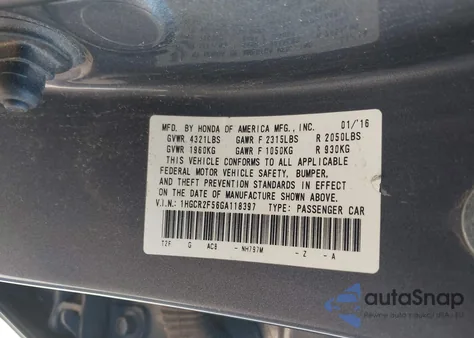 MFD. BY HONDA OF AMERICA MFG., INC. 01/'16
GVWR 4321LBS GAWR F 2315LBS R 2050LBS
GVWR 1960KG GAWR F 1050KG R 930KG
THIS VEHICLE CONFORMS TO ALL APPLICABLE
FEDERAL MOTOR VEHICLE SAFETY, BUMPER,
AND THEFT PREVENTION STANDARDS IN EFFECT
ON THE DATE OF MANUFACTURE SHOWN ABOVE.
V.I.N.: 1HGCR2F56GA118397 TYPE: PASSENGER CAR
T2F G AC8 - NH797M - Z - A
autoSnap